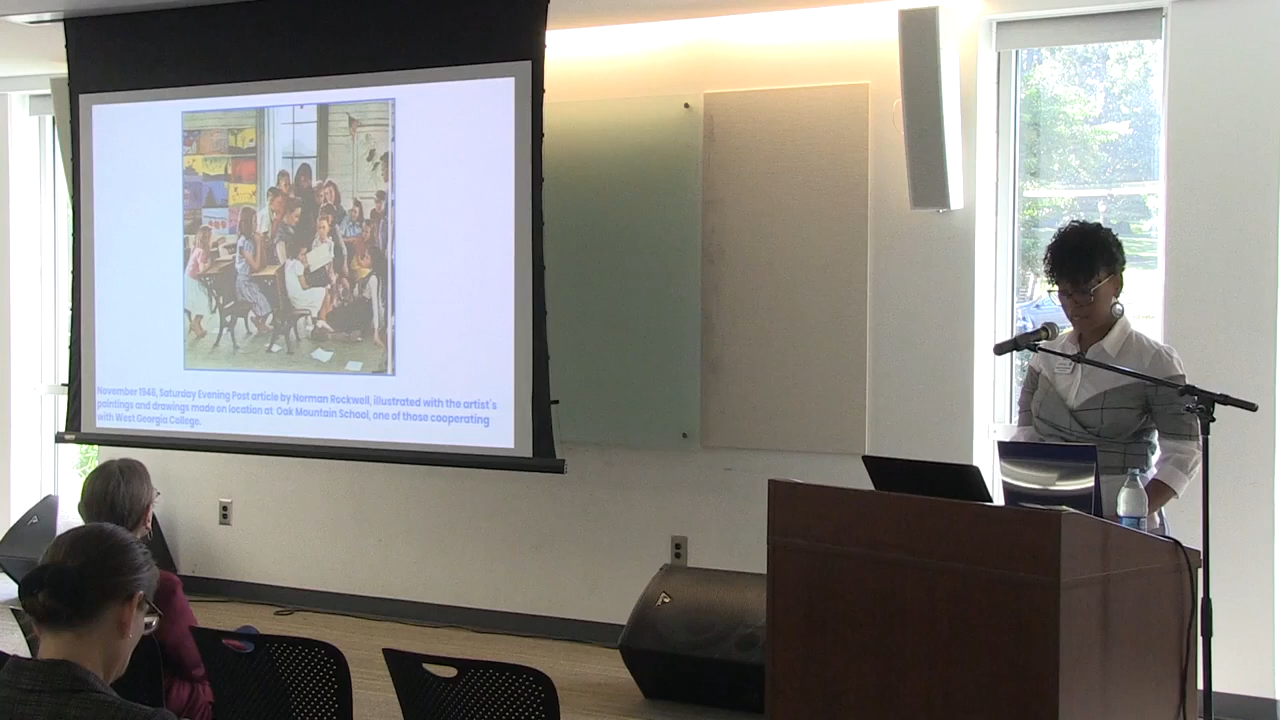 November 1946, Saturday Evening Post article by Norman Rockwell, illustrated with the artist's
paintings and drawings made on location at Oak Mountain School, one of those cooperating
with West Georgia College.